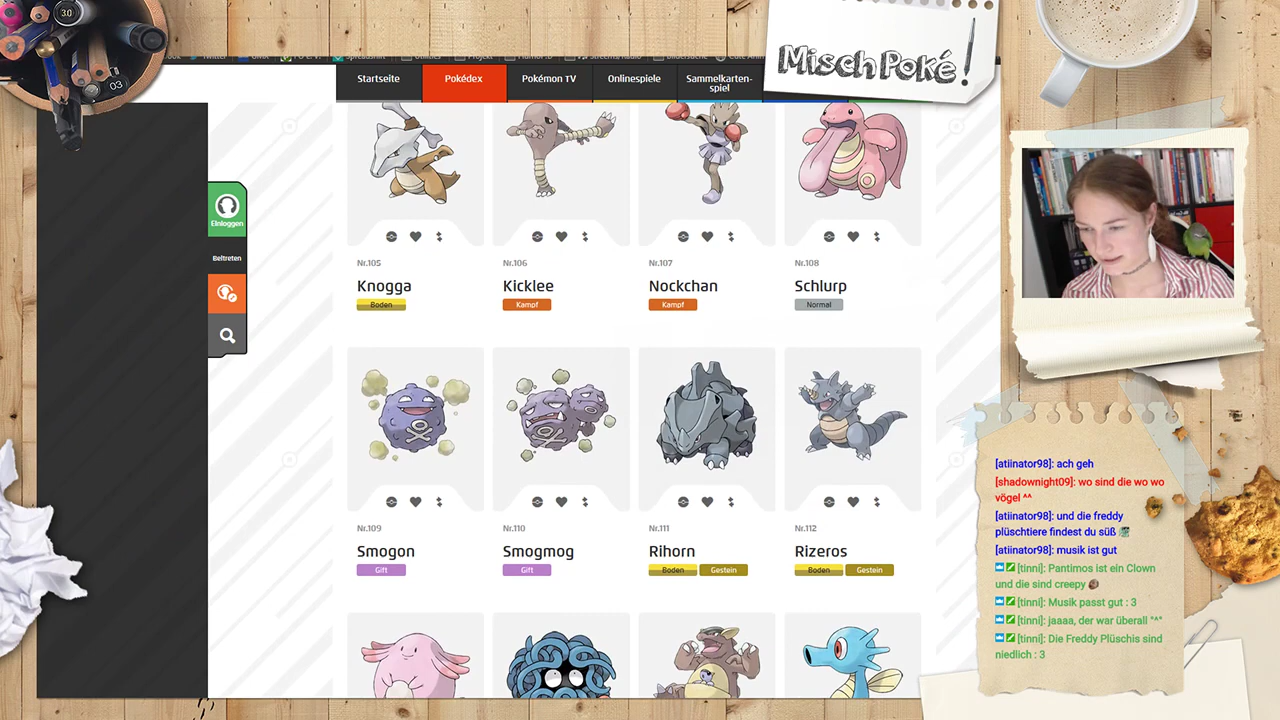 3.0
03
MischPoké!
Startseite
Pokédex
Pokémon TV
Onlinespiele
Sammelkarten-
spiel
Einloggen
Beitreten
Nr.105
Nr.106
Nr.107
Nr.108
Knogga
Kicklee
Nockchan
Schlurp
Boden
Kampf
Kampf
Normal
Nr.109
Nr.110
Nr.111
Nr.112
Smogon
Smogmog
Rihorn
Rizeros
Gift
Gift
Boden Gestein
Boden Gestein
[atiinator98]: ach geh
[shadownight09]: wo sind die wo wo
vögel ^^
[atiinator98]: und die freddy
plüschtiere findest du süß
[atiinator98]: musik ist gut
[tinni]: Pantimos ist ein Clown
und die sind creepy
[tinni]: Musik passt gut : 3
[tinni]: jaaaa, der war überall °^°
[tinni]: Die Freddy Plüschis sind
niedlich : 3